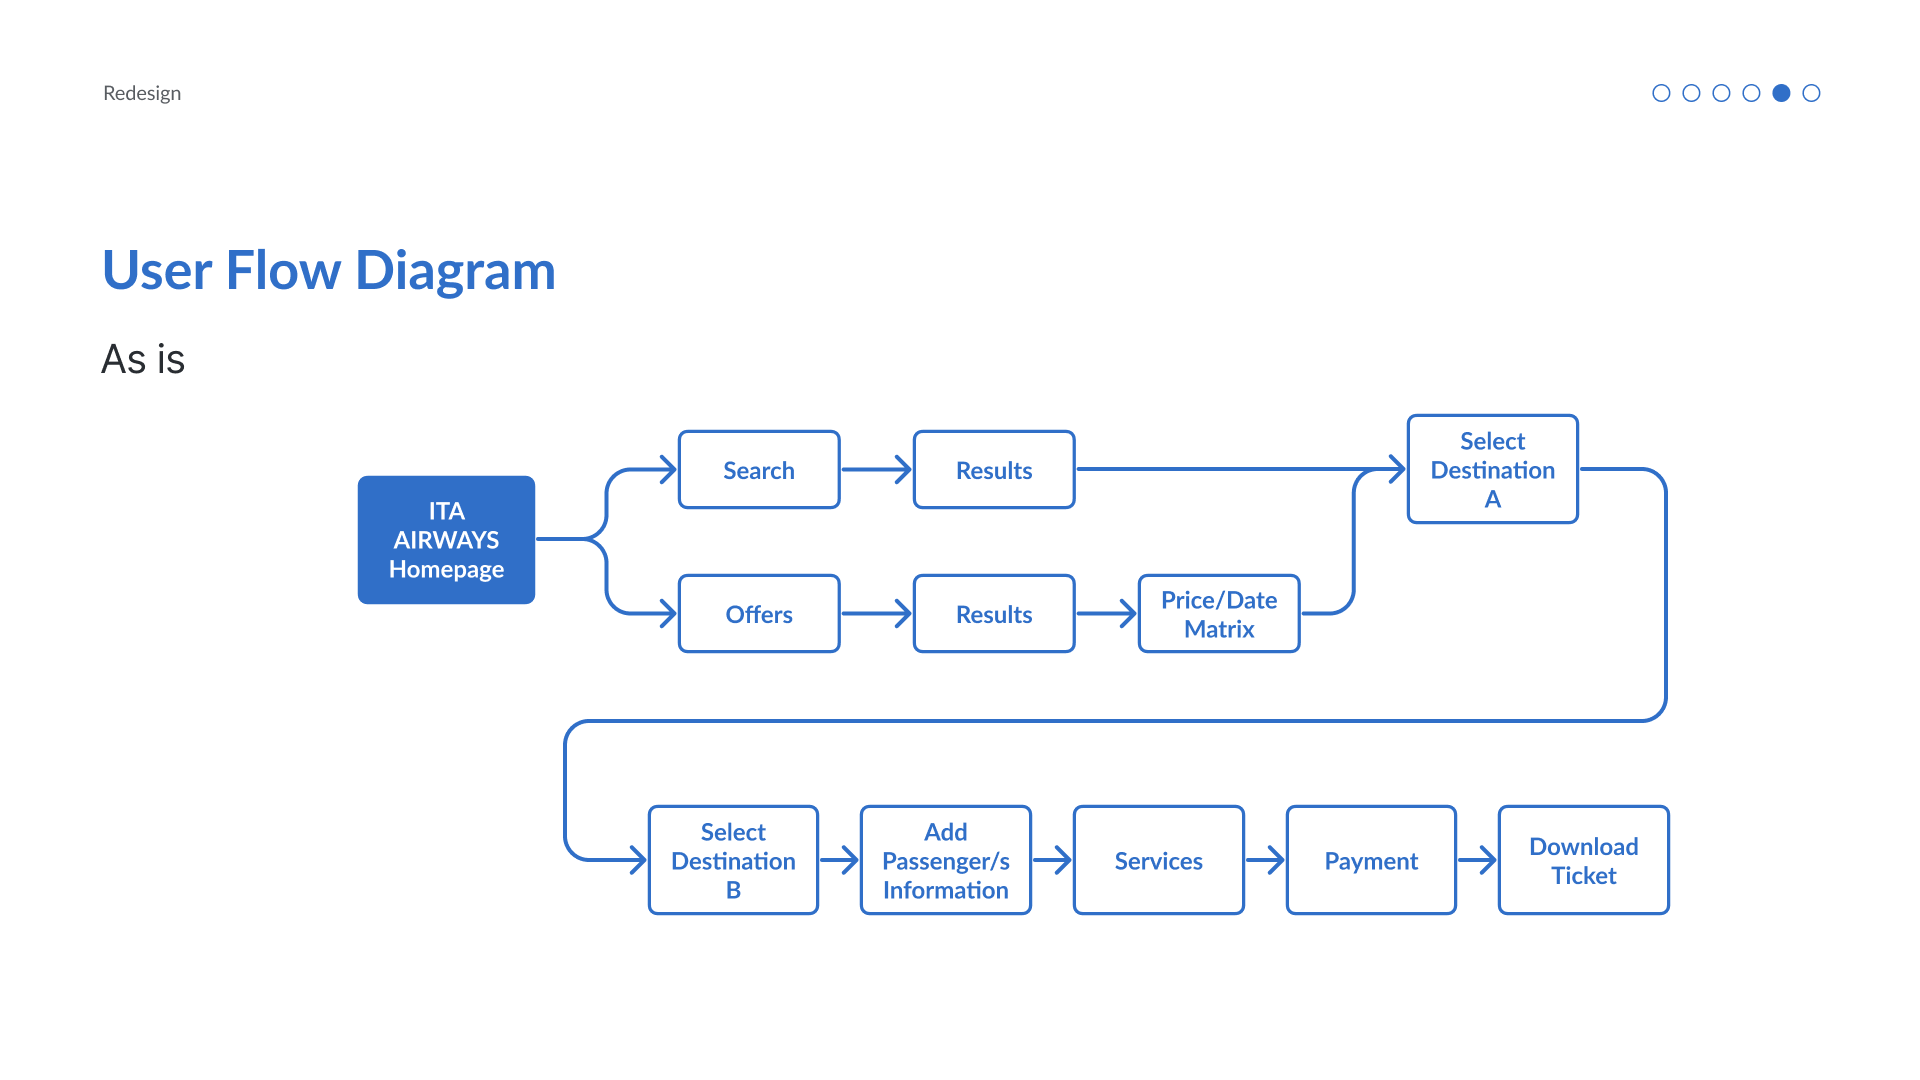 Redesign
User Flow Diagram
As is
ITA
AIRWAYS
Homepage
Search
Results
Select
Destination
A
Offers
Results
Price/Date
Matrix
Select
Destination
B
Add
Passenger/s
Information
Services
Payment
Download
Ticket